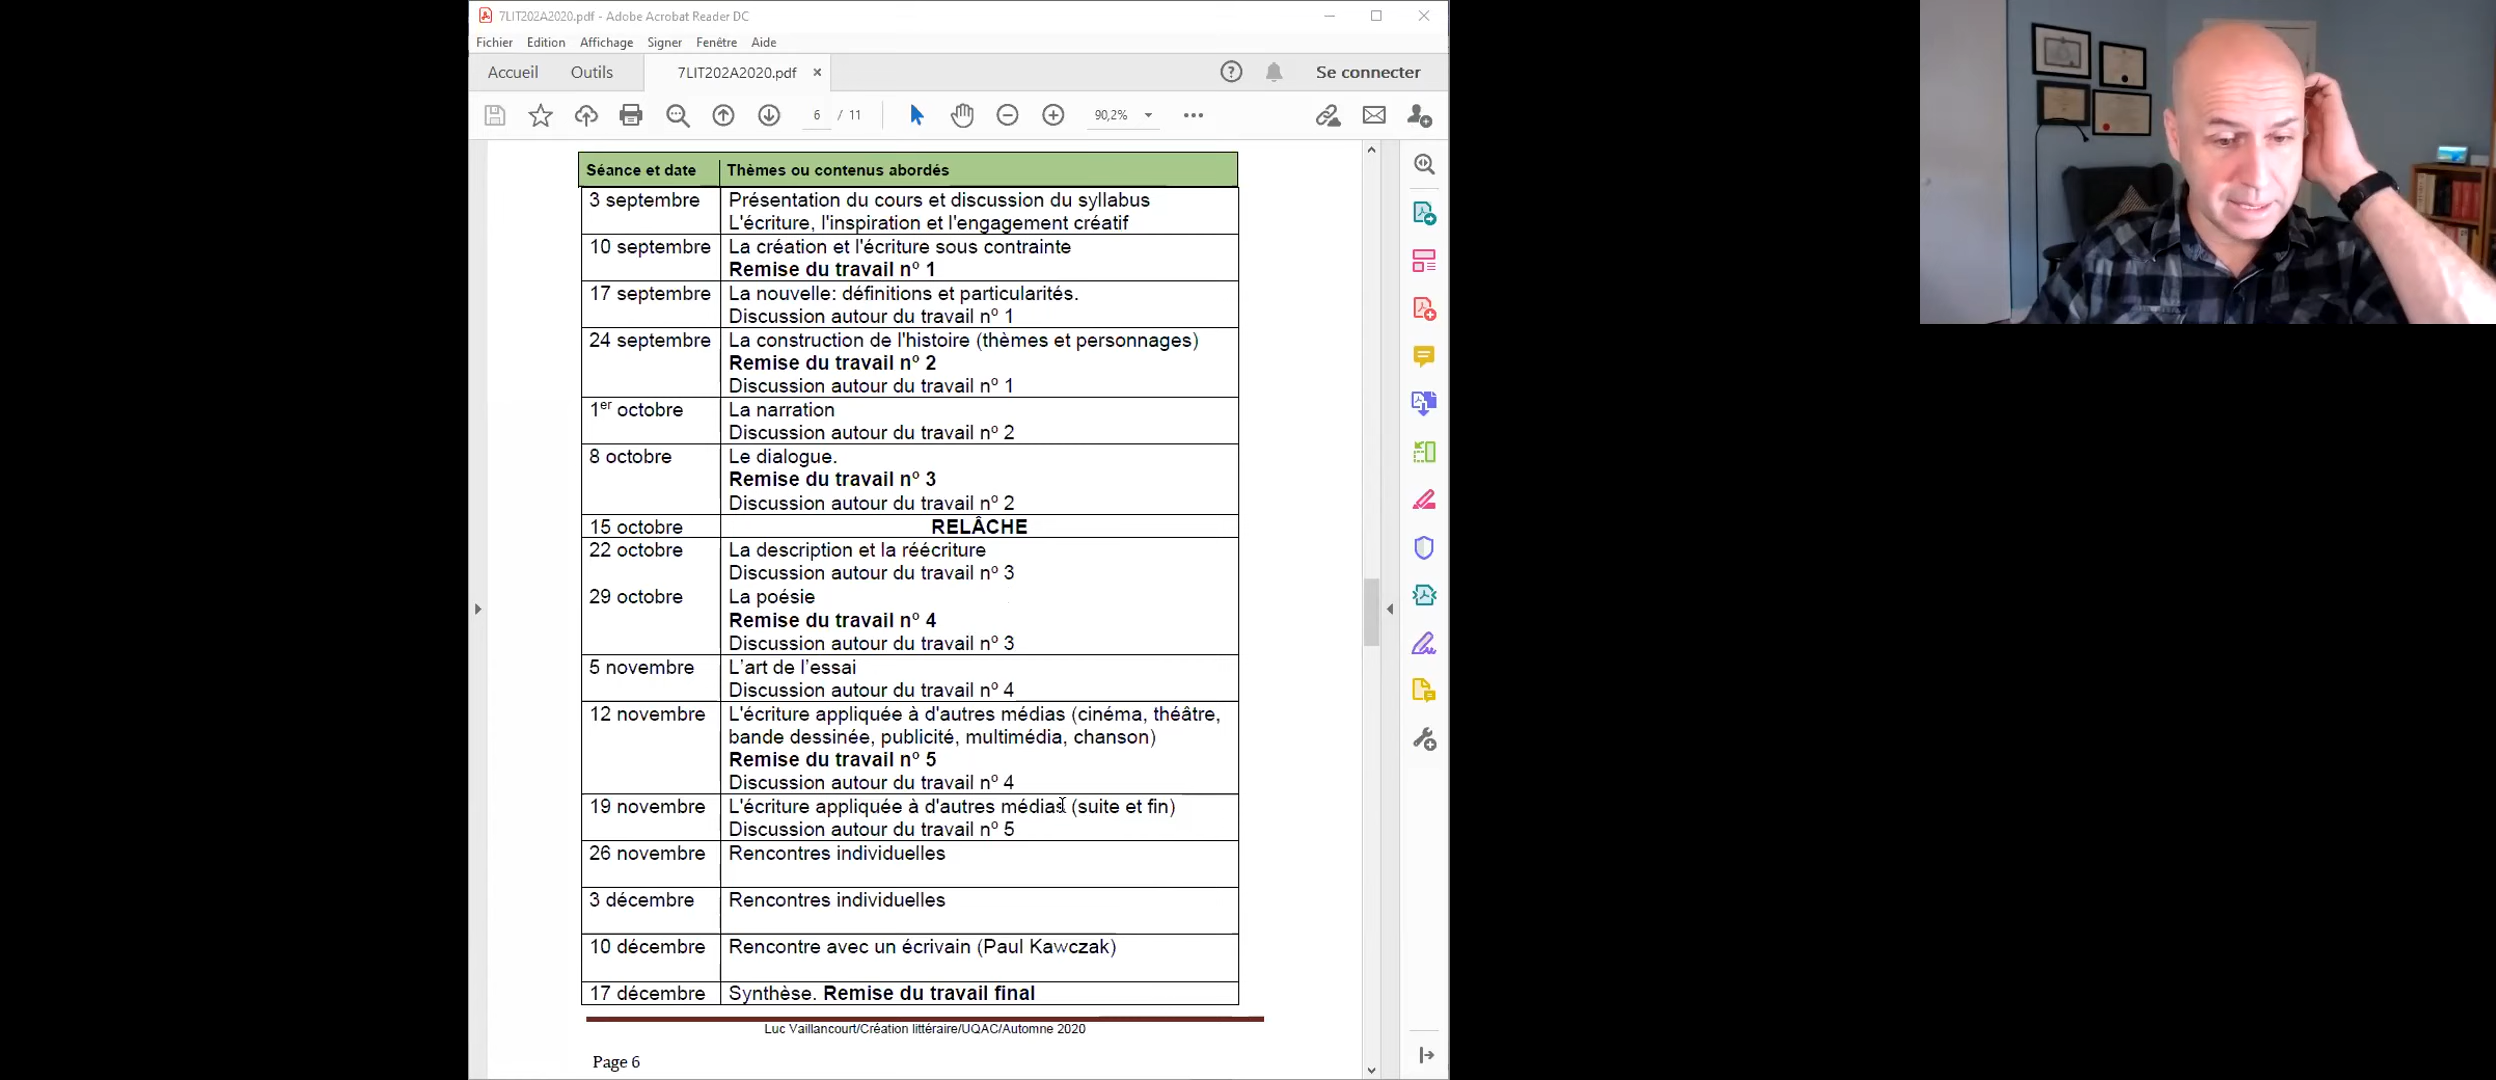 7LIT202A2020.pdf - Adobe Acrobat Reader DC
Fichier Edition Affichage Signer Fenêtre Aide
Accueil Outils 7LIT202A2020.pdf × Se connecter
6 / 11 90,2%
Séance et date Thèmes ou contenus abordés
3 septembre Présentation du cours et discussion du syllabus
L'écriture, l'inspiration et l'engagement créatif
10 septembre La création et l'écriture sous contrainte
Remise du travail nº 1
17 septembre La nouvelle: définitions et particularités.
Discussion autour du travail nº 1
24 septembre La construction de l'histoire (thèmes et personnages)
Remise du travail nº 2
Discussion autour du travail nº 1
1er octobre La narration
Discussion autour du travail nº 2
8 octobre Le dialogue.
Remise du travail nº 3
Discussion autour du travail nº 2
15 octobre RELÂCHE
22 octobre La description et la réécriture
Discussion autour du travail nº 3
29 octobre La poésie
Remise du travail nº 4
Discussion autour du travail nº 3
5 novembre L’art de l’essai
Discussion autour du travail nº 4
12 novembre L'écriture appliquée à d'autres médias (cinéma, théâtre,
bande dessinée, publicité, multimédia, chanson)
Remise du travail nº 5
Discussion autour du travail nº 4
19 novembre L'écriture appliquée à d'autres médias (suite et fin)
Discussion autour du travail nº 5
26 novembre Rencontres individuelles
3 décembre Rencontres individuelles
10 décembre Rencontre avec un écrivain (Paul Kawczak)
17 décembre Synthèse. Remise du travail final
Luc Vaillancourt/Création littéraire/UQAC/Automne 2020
Page 6